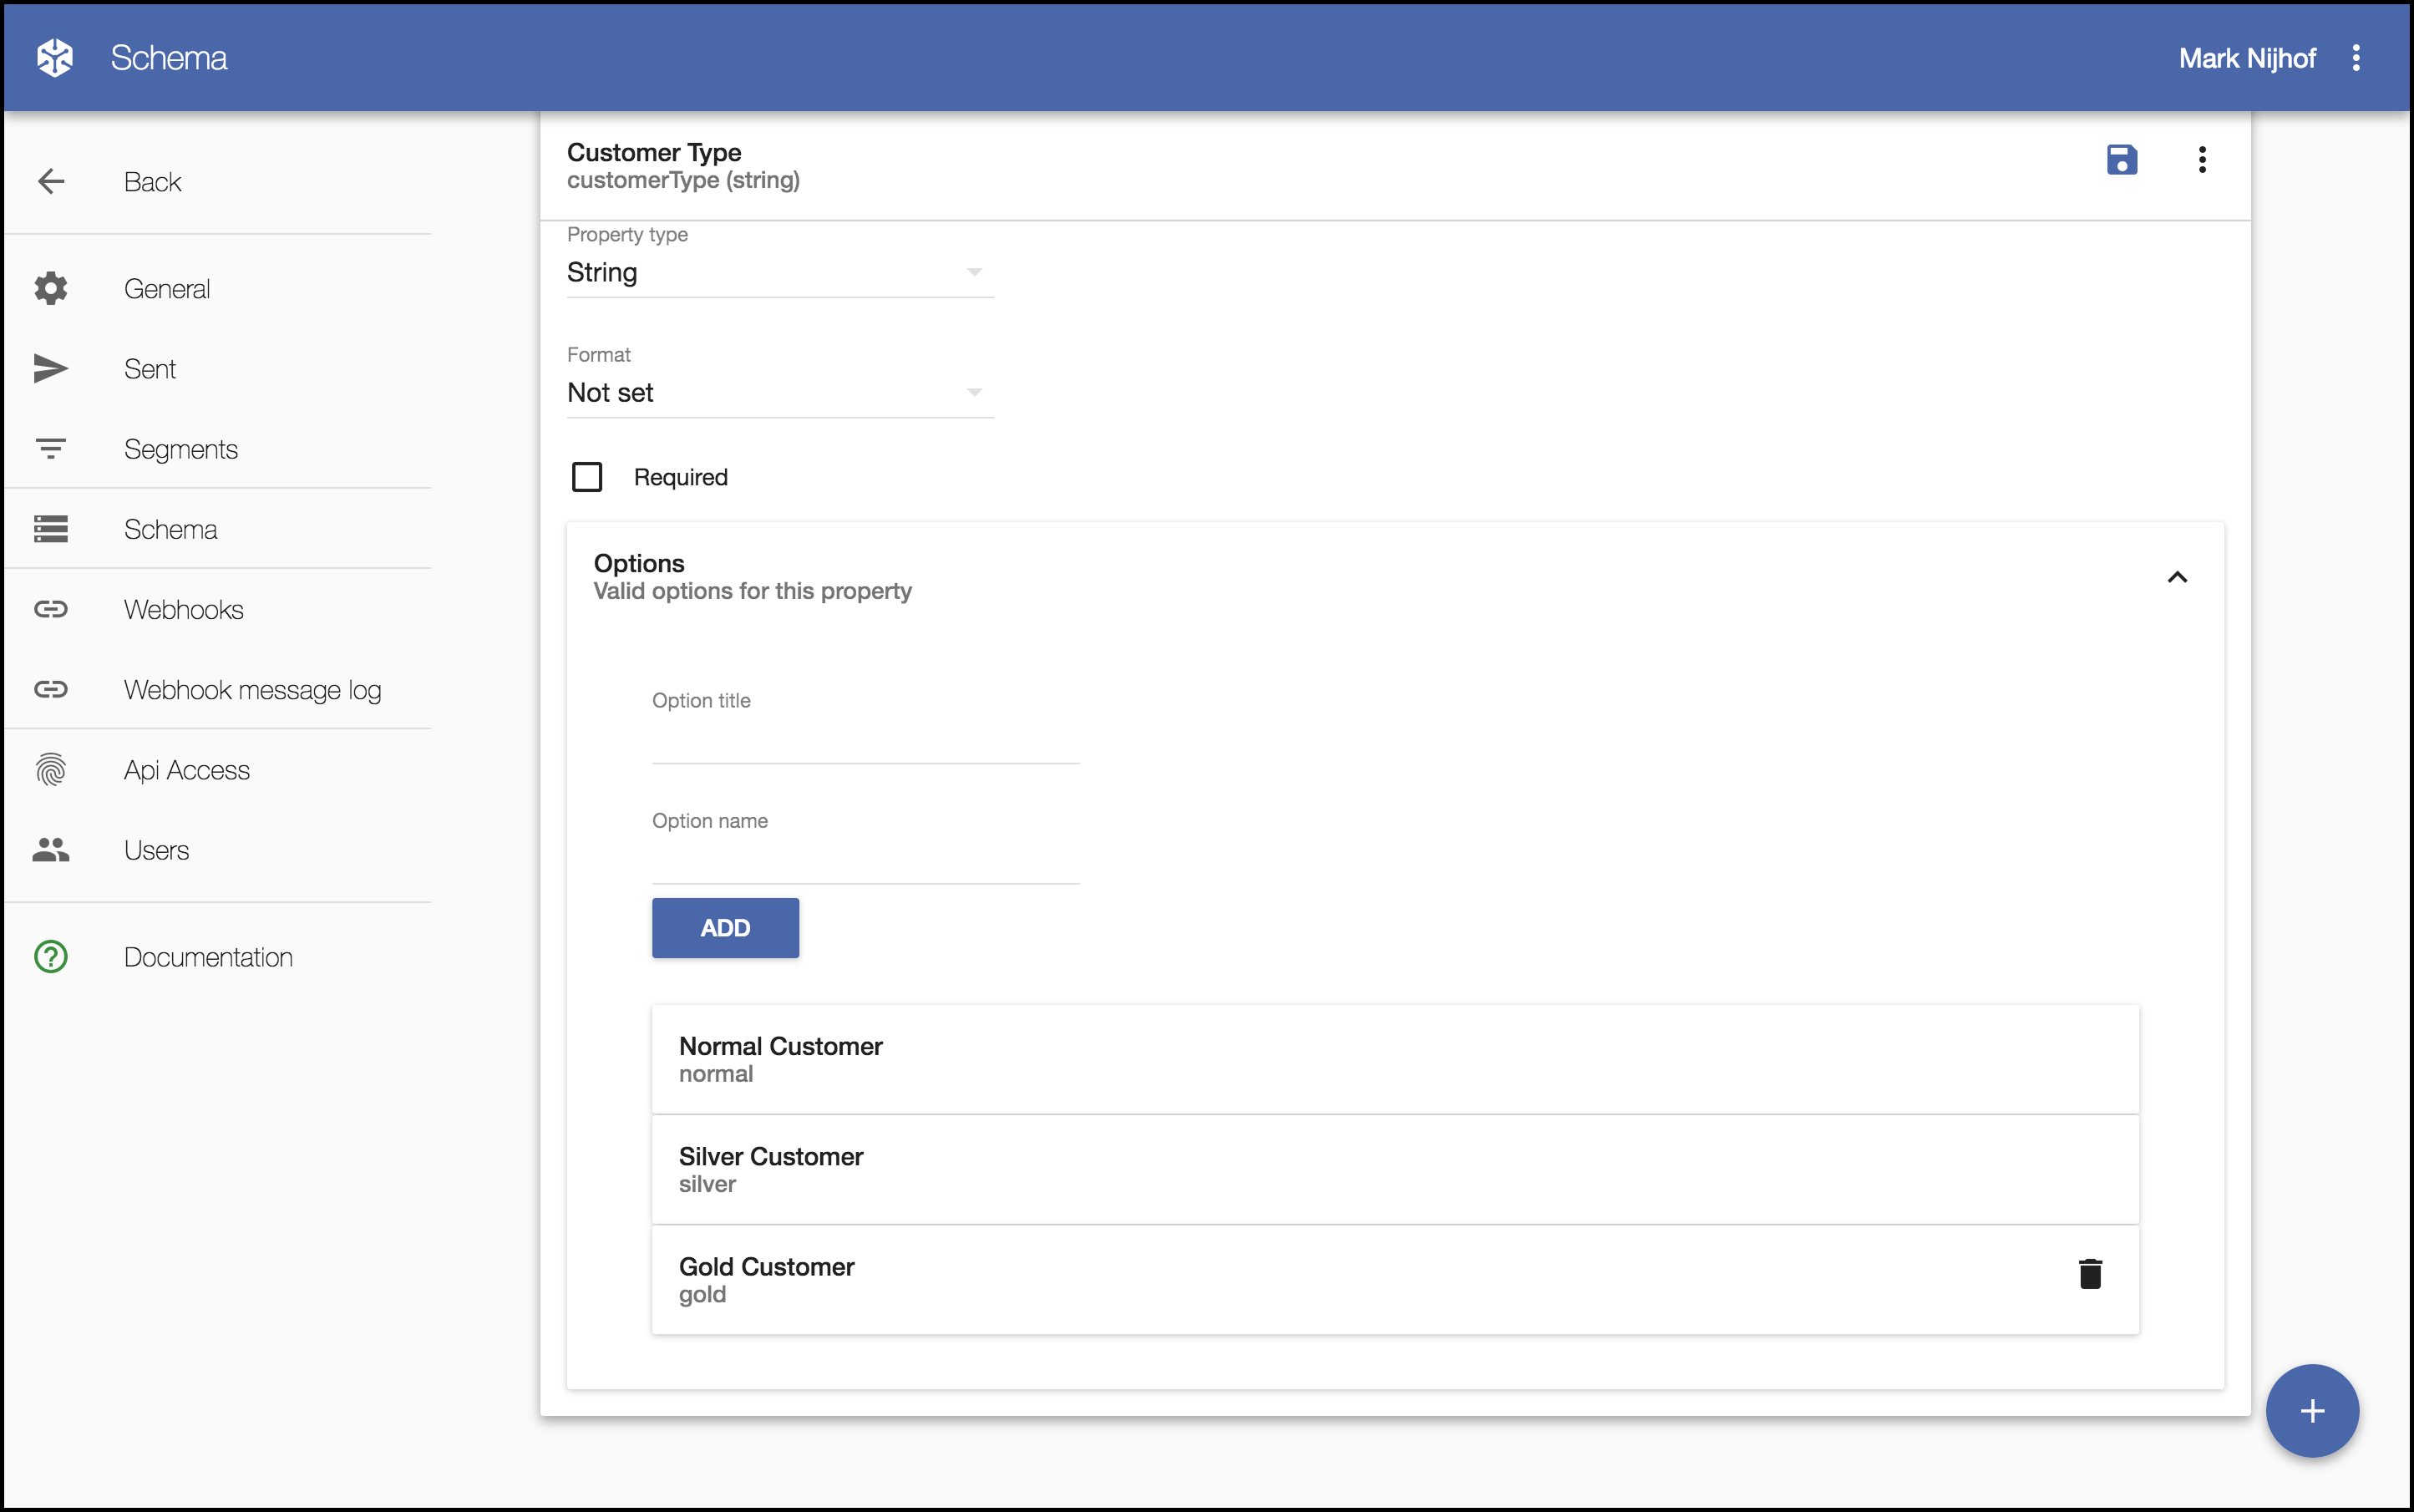 Schema
Mark Nijhof
Back
General
Sent
Segments
Schema
Webhooks
Webhook message log
Api Access
Users
Documentation
Customer Type
customerType (string)
Property type
String
Format
Not set
Required
Options
Valid options for this property
Option title
Option name
ADD
Normal Customer
normal
Silver Customer
silver
Gold Customer
gold